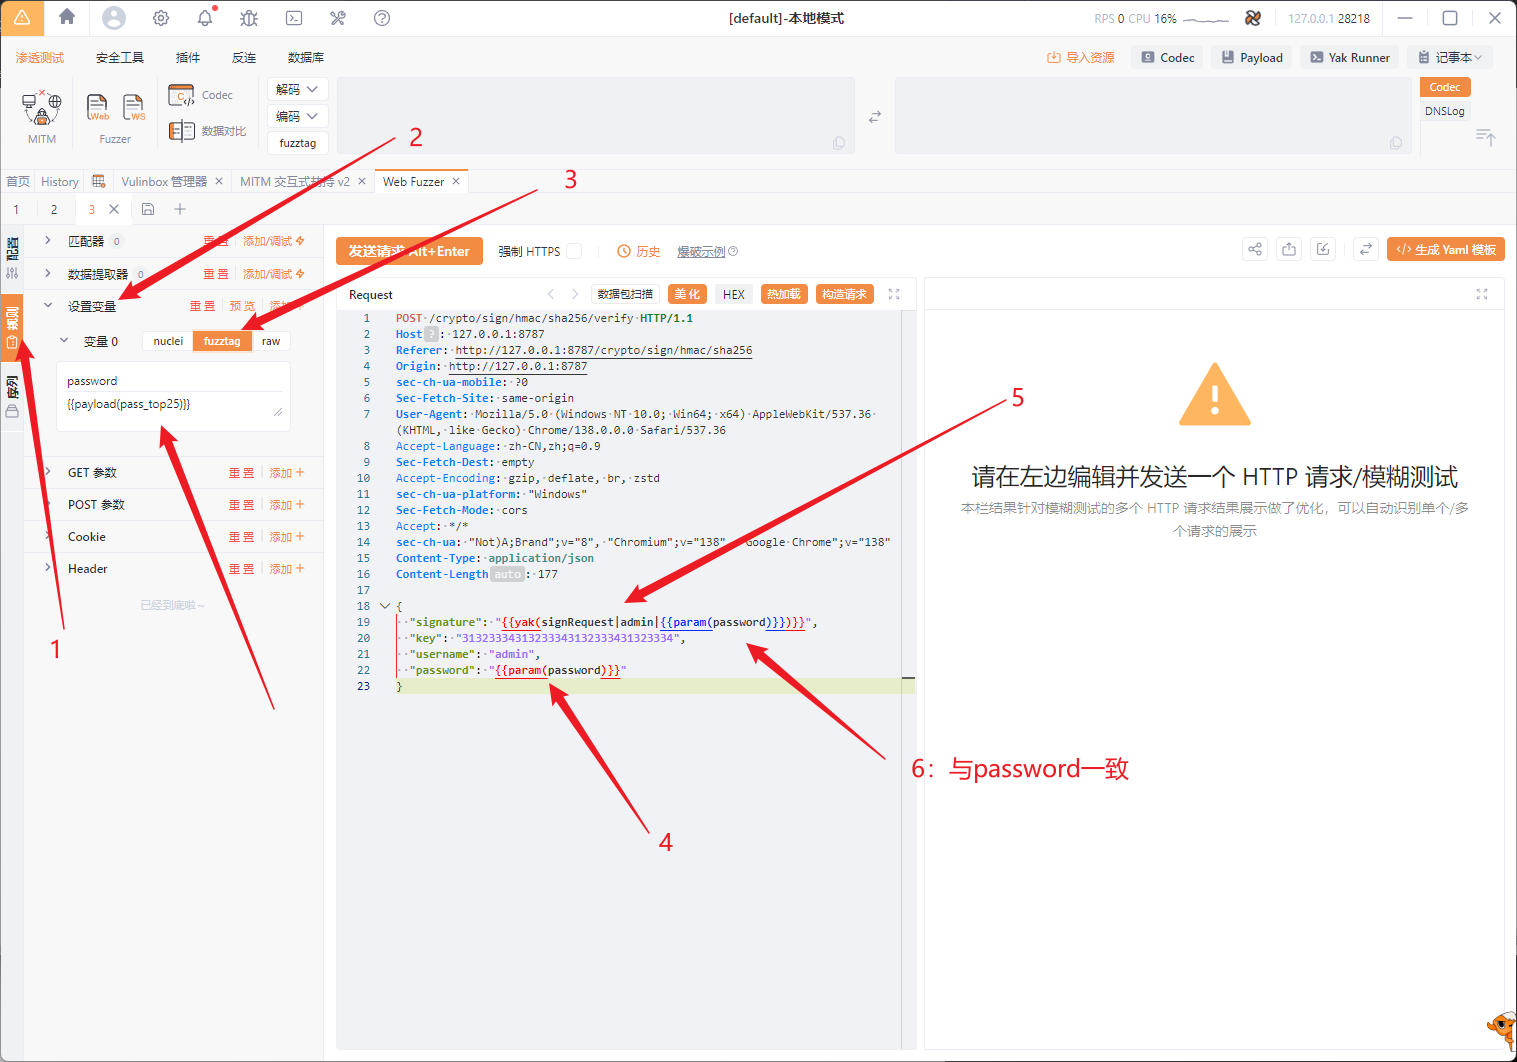 [default]-本地模式
RPS 0 CPU 16%
127.0.0.1 28218
渗透测试 安全工具 插件 反连 数据库
导入资源 Codec Payload Yak Runner 记事本
MITM
Web WS
Fuzzer
Codec
数据对比
解码
编码
fuzztag
Codec
DNSLog
2
3
首页 History Vulinbox 管理器 MITM 交互式劫持 v2 Web Fuzzer
1 2 3
配置
规则
序列
匹配器 0 重置 添加/调试
数据提取器 0 重置 添加/调试
设置变量 重置 预览 添加
变量 0 nuclei fuzztag raw
password
{{payload(pass_top25)}}
GET 参数 重置 添加
POST 参数 重置 添加
Cookie 重置 添加
Header 重置 添加
已经到底啦~
1
发送请求 Alt+Enter 强制 HTTPS 历史 爆破示例
生成 Yaml 模板
Request 数据包扫描 美化 HEX 热加载 构造请求
1 POST /crypto/sign/hmac/sha256/verify HTTP/1.1
2 Host ? : 127.0.0.1:8787
3 Referer: http://127.0.0.1:8787/crypto/sign/hmac/sha256
4 Origin: http://127.0.0.1:8787
5 sec-ch-ua-mobile: ?0
6 Sec-Fetch-Site: same-origin
7 User-Agent: Mozilla/5.0 (Windows NT 10.0; Win64; x64) AppleWebKit/537.36
(KHTML, like Gecko) Chrome/138.0.0.0 Safari/537.36
8 Accept-Language: zh-CN,zh;q=0.9
9 Sec-Fetch-Dest: empty
10 Accept-Encoding: gzip, deflate, br, zstd
11 sec-ch-ua-platform: "Windows"
12 Sec-Fetch-Mode: cors
13 Accept: */*
14 sec-ch-ua: "Not)A;Brand";v="8", "Chromium";v="138" Google Chrome";v="138"
15 Content-Type: application/json
16 Content-Length auto : 177
17
18 {
19 "signature": "{{yak(signRequest|admin|{{param(password)}})}}",
20 "key": "31323334313233343132333431323334",
21 "username": "admin",
22 "password": "{{param(password)}}"
23 }
5
4
6：与password一致
请在左边编辑并发送一个 HTTP 请求/模糊测试
本栏结果针对模糊测试的多个 HTTP 请求结果展示做了优化，可以自动识别单个/多
个请求的展示